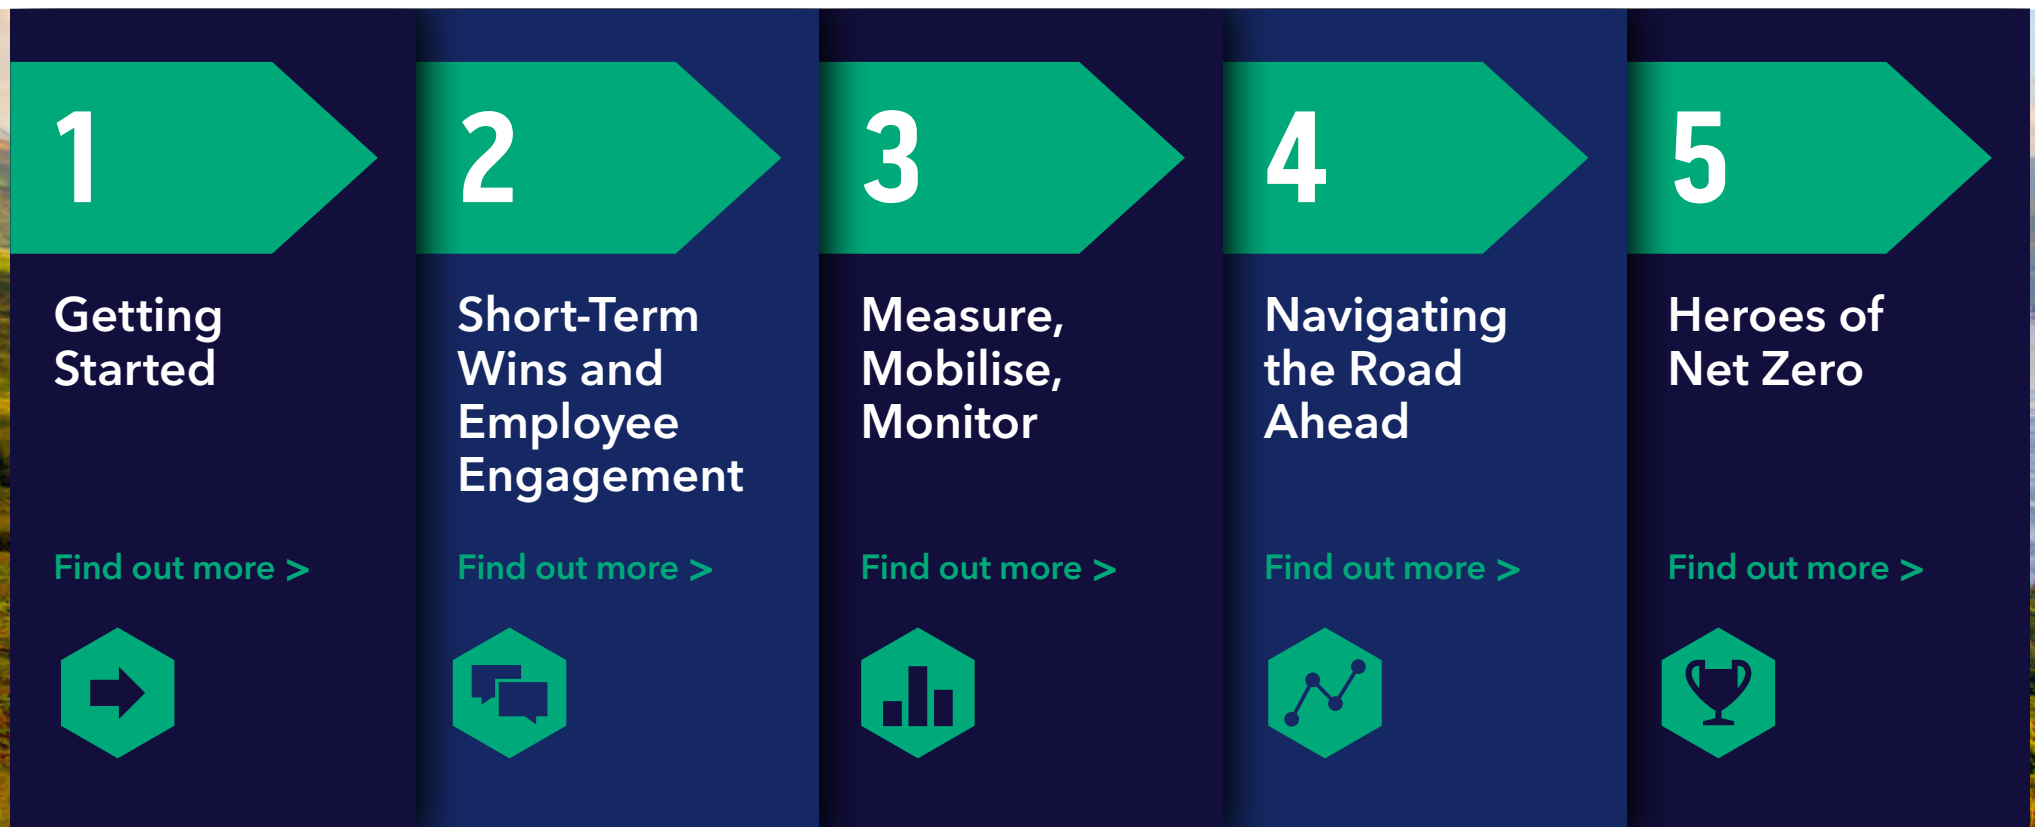 1
Getting
Started
Find out more >
2
Short-Term
Wins and
Employee
Engagement
Find out more >
3
Measure,
Mobilise,
Monitor
Find out more >
4
Navigating
the Road
Ahead
Find out more >
5
Heroes of
Net Zero
Find out more >